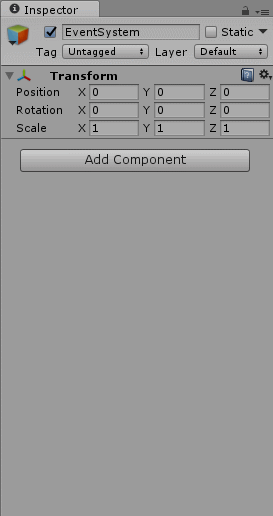 Inspector
EventSystem Static
Tag Untagged Layer Default
Transform
Position X 0 Y 0 Z 0
Rotation X 0 Y 0 Z 0
Scale X 1 Y 1 Z 1
Add Component